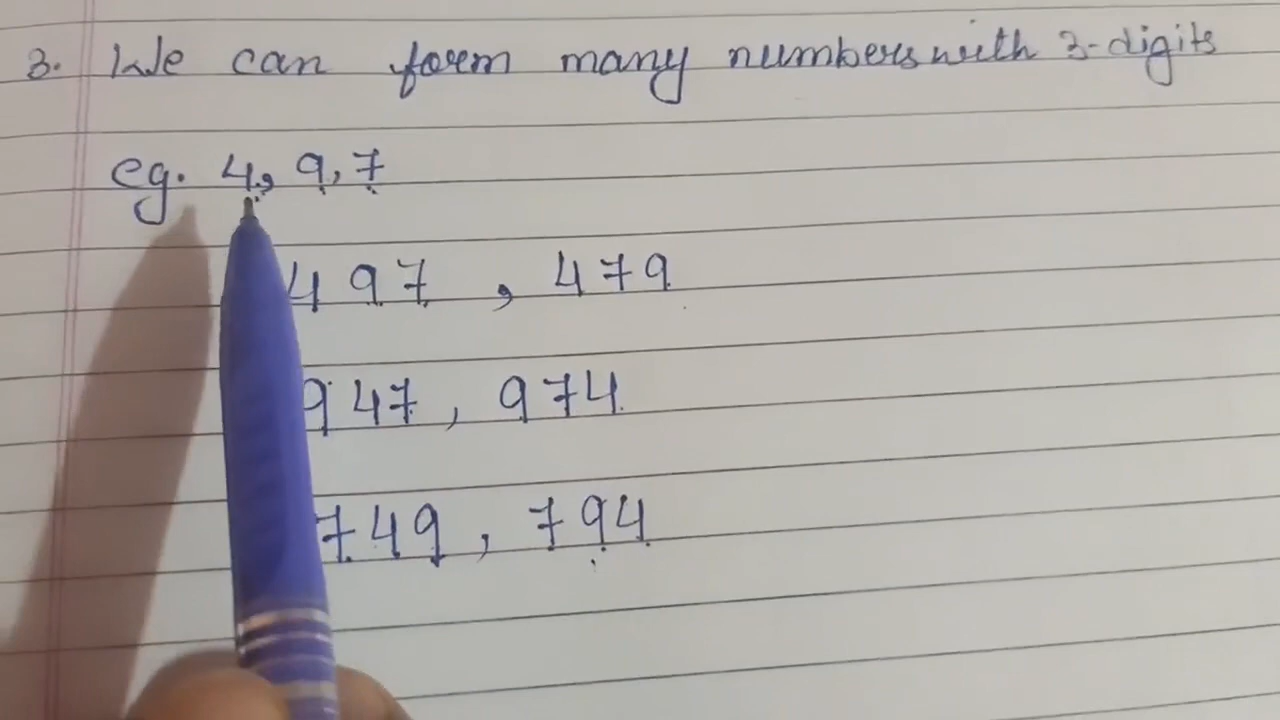 3. We can form many numbers with 3-digits
eg. 4, 9, 7
497, 479
947, 974
749, 794